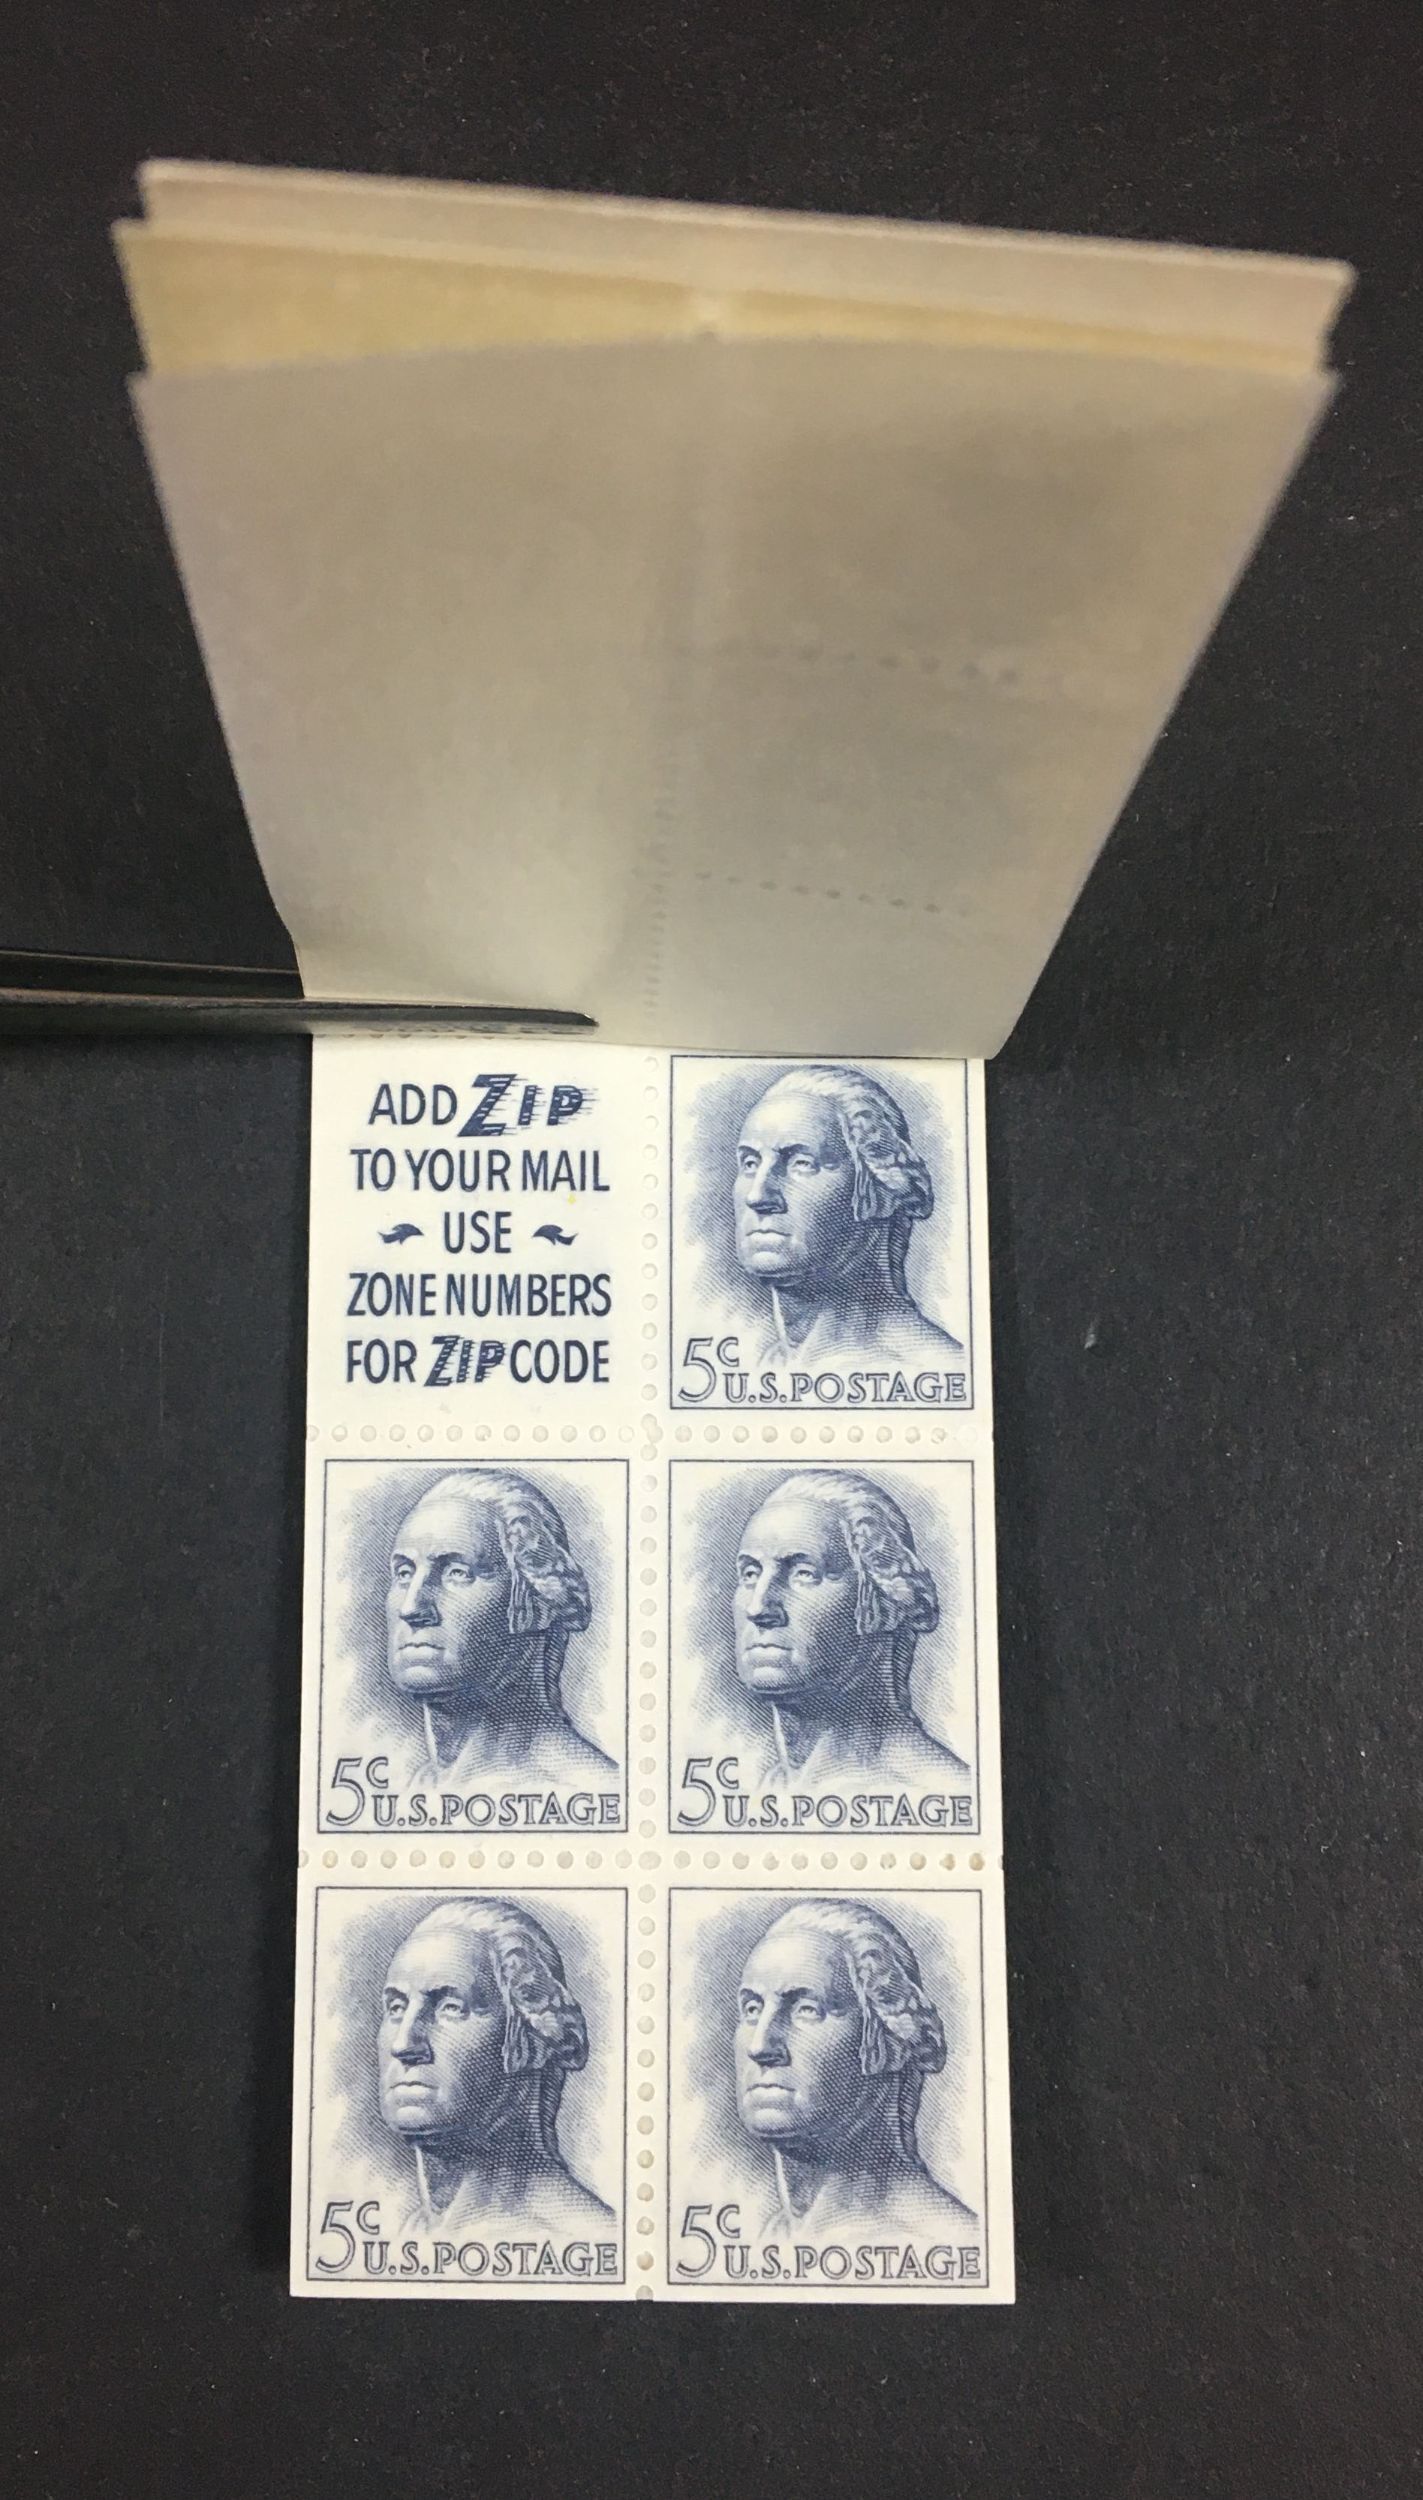 ADD ZIP
TO YOUR MAIL
USE
ZONE NUMBERS
FOR ZIP CODE
5c
U.S. POSTAGE
5c
U.S. POSTAGE
5c
U.S. POSTAGE
5c
U.S. POSTAGE
5c
U.S. POSTAGE